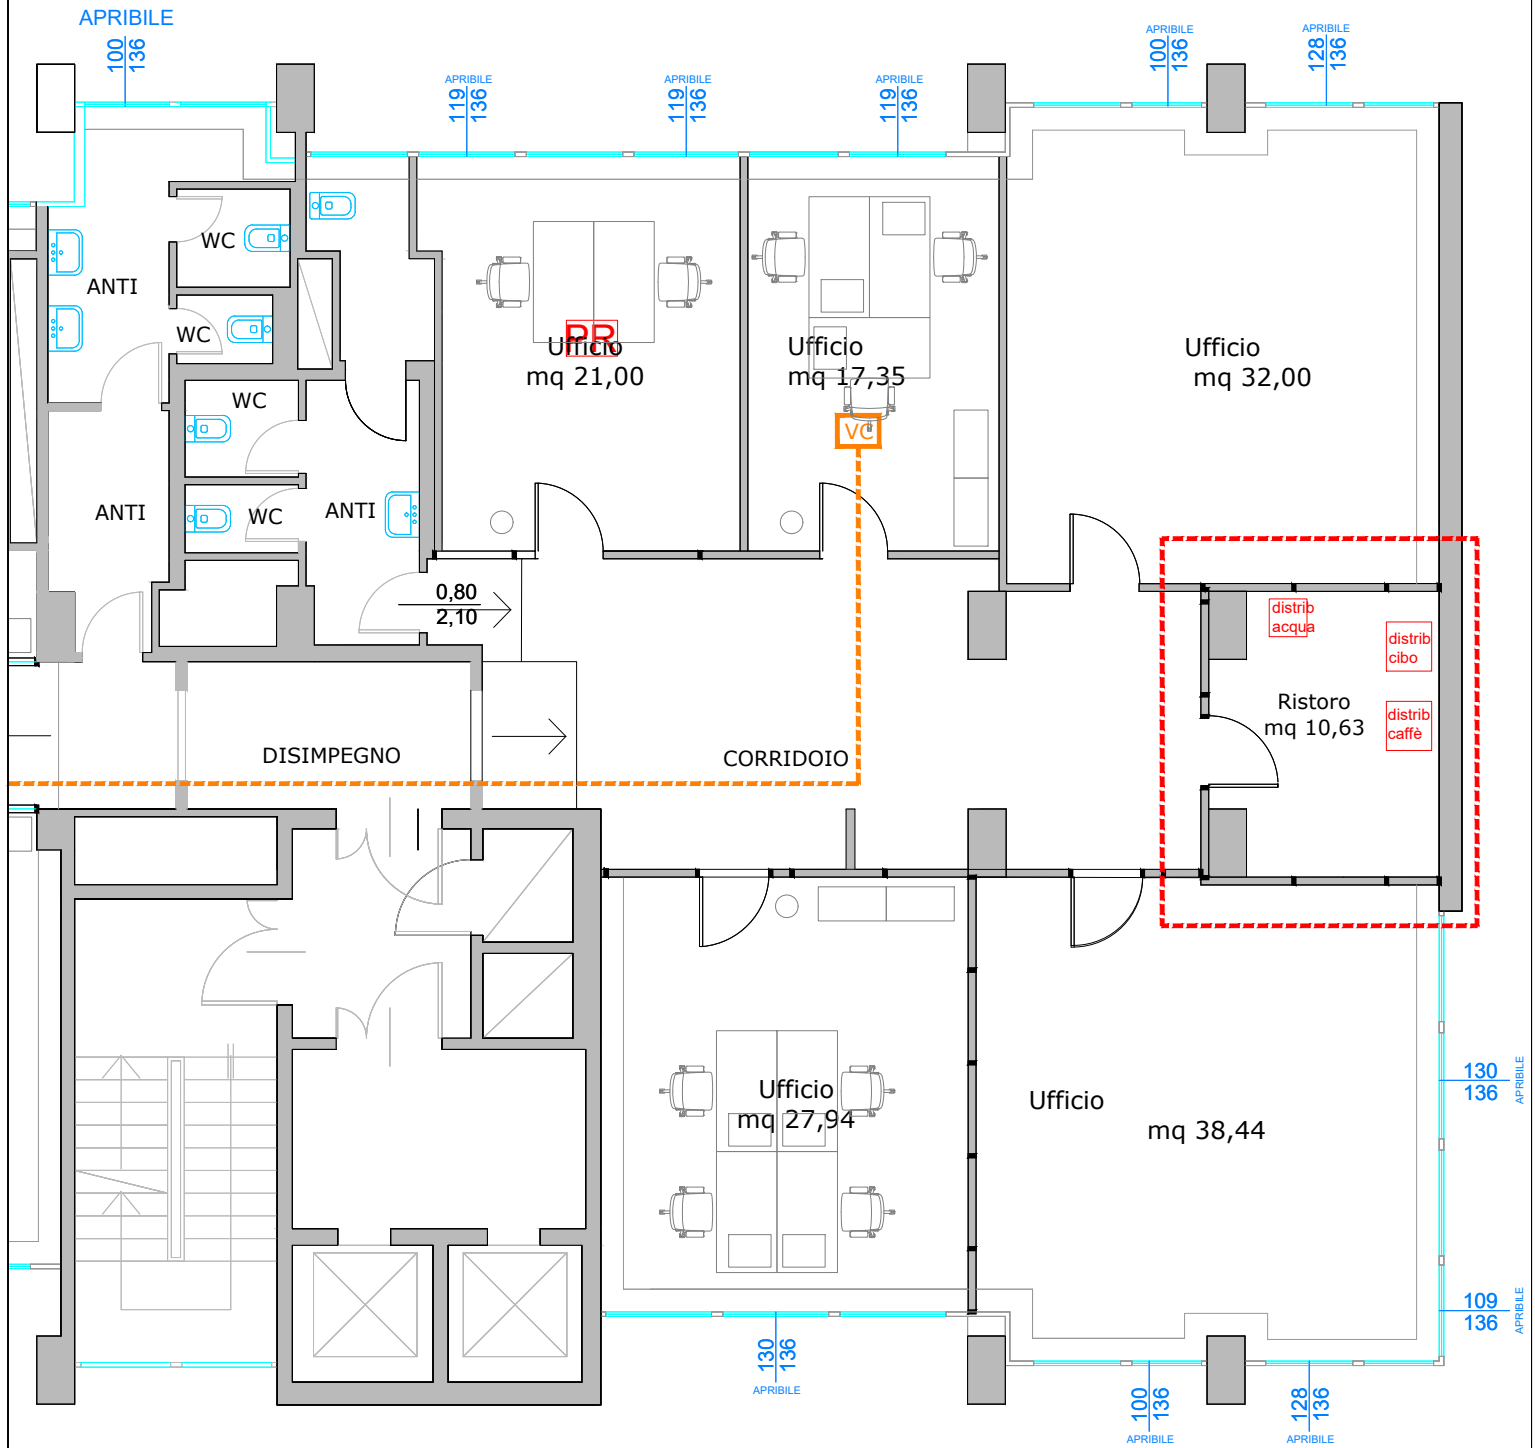 APRIBILE
100
136
APRIBILE
119
136
APRIBILE
119
136
APRIBILE
119
136
APRIBILE
100
136
APRIBILE
128
136
WC
ANTI
WC
WC
ANTI
WC
ANTI
PR
Ufficio
mq 21,00
Ufficio
mq 17,35
VC
Ufficio
mq 32,00
0,80
2,10
distrib
acqua
distrib
cibo
Ristoro
mq 10,63
distrib
caffè
DISIMPEGNO
CORRIDOIO
Ufficio
mq 27,94
Ufficio
mq 38,44
130
136
APRIBILE
109
136
APRIBILE
130
136
APRIBILE
100
136
APRIBILE
128
136
APRIBILE